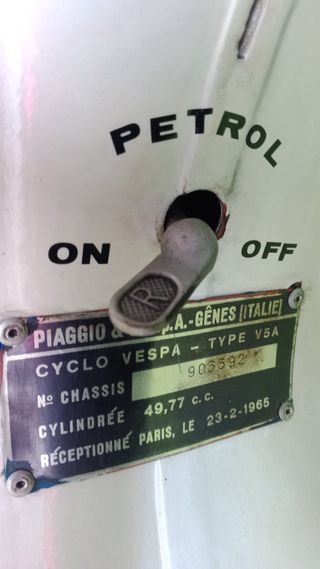 PETROL
ON OFF
R
PIAGGIO & .A.-GÊNES (ITALIE)
CYCLO VESPA - TYPE V5A
No CHASSIS 903692
CYLINDRÉE 49,77 C.C.
RÉCEPTIONNÉ PARIS, LE 23-2-1965